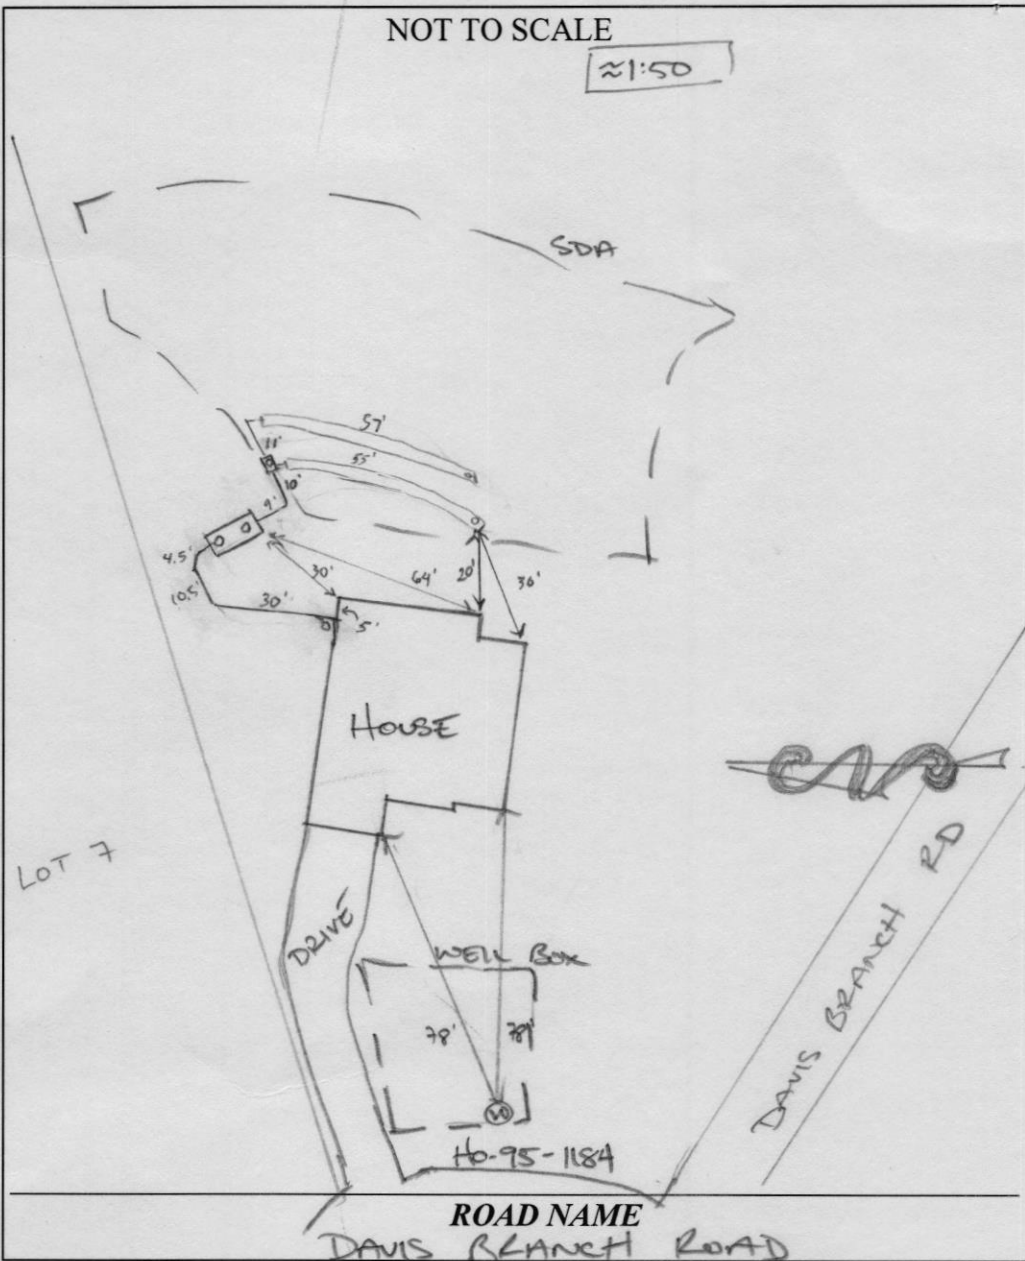 NOT TO SCALE
≈1:50
SDA
57'
11'
55'
10'
9'
4.5'
10.5'
30'
30'
64'
20'
36'
5'
HOUSE
LOT 7
DRIVE
WELL BOX
78'
W
HO-95-1184
DAVIS BRANCH RD
ROAD NAME
DAVIS BRANCH ROAD